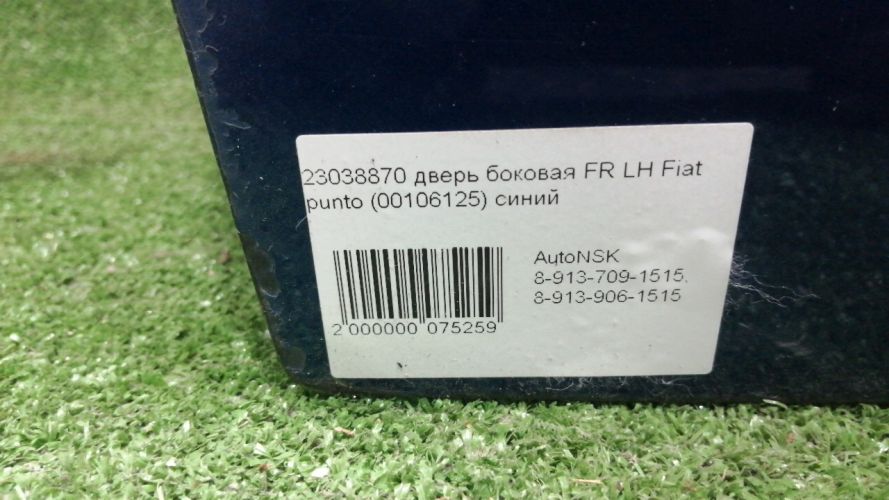 23038870 дверь боковая FR LH Fiat
punto (00106125) синий
AutoNSK
8-913-709-1515,
8-913-906-1515
2 000000 075259